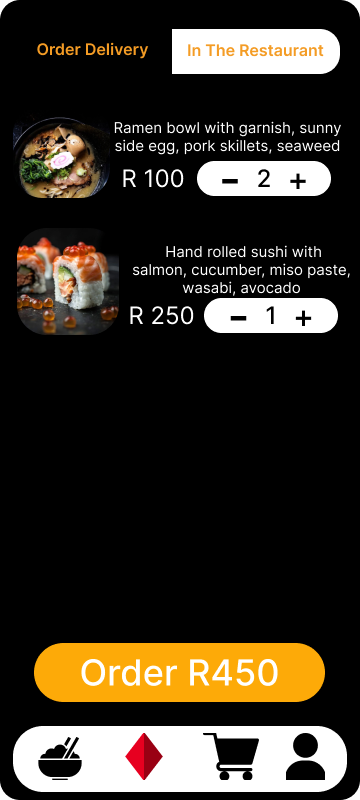 Order Delivery
In The Restaurant
Ramen bowl with garnish, sunny
side egg, pork skillets, seaweed
R 100
- 2 +
Hand rolled sushi with
salmon, cucumber, miso paste,
wasabi, avocado
R 250
- 1 +
Order R450